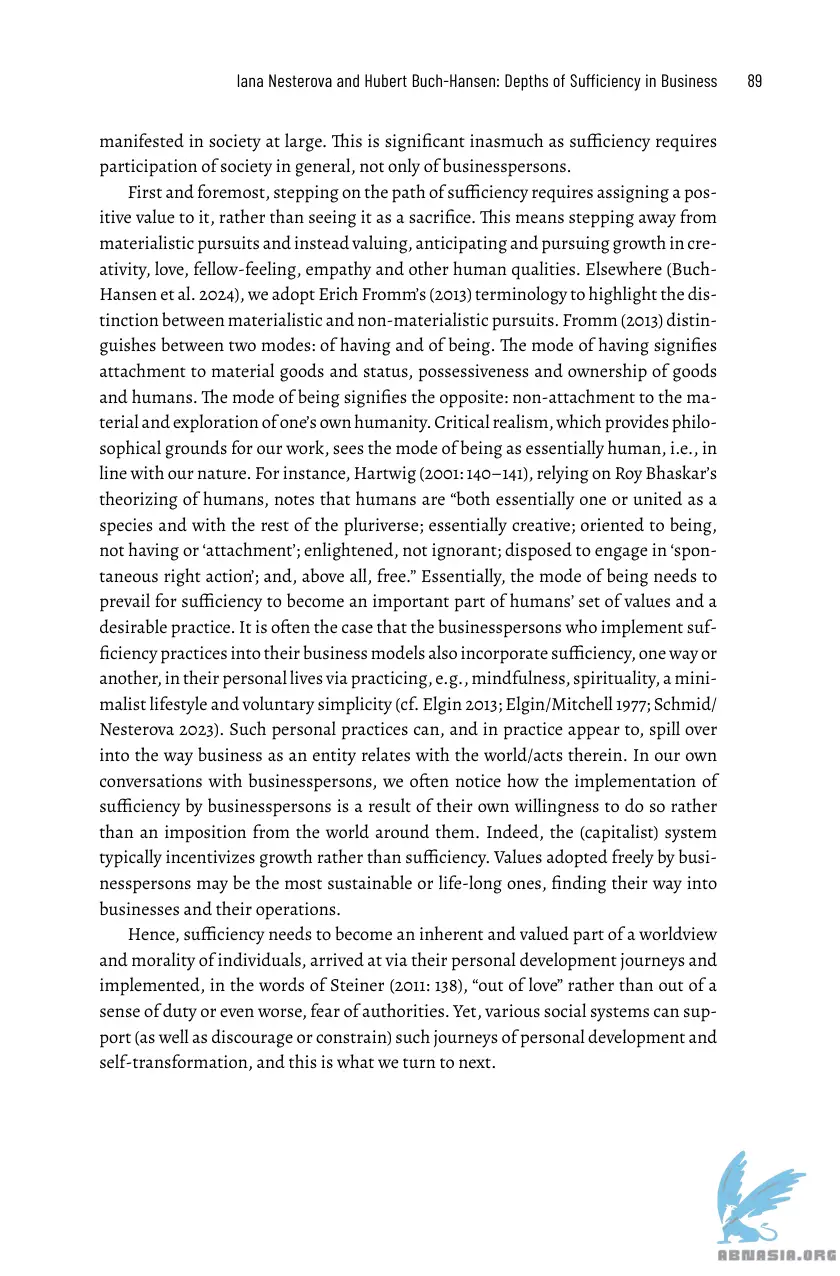 Iana Nesterova and Hubert Buch-Hansen: Depths of Sufficiency in Business 89
manifested in society at large. This is significant inasmuch as sufficiency requires
participation of society in general, not only of businesspersons.
First and foremost, stepping on the path of sufficiency requires assigning a pos-
itive value to it, rather than seeing it as a sacrifice. This means stepping away from
materialistic pursuits and instead valuing, anticipating and pursuing growth in cre-
ativity, love, fellow-feeling, empathy and other human qualities. Elsewhere (Buch-
Hansen et al. 2024), we adopt Erich Fromm’s (2013) terminology to highlight the dis-
tinction between materialistic and non-materialistic pursuits. Fromm (2013) distin-
guishes between two modes: of having and of being. The mode of having signifies
attachment to material goods and status, possessiveness and ownership of goods
and humans. The mode of being signifies the opposite: non-attachment to the ma-
terial and exploration of one’s own humanity. Critical realism, which provides philo-
sophical grounds for our work, sees the mode of being as essentially human, i.e., in
line with our nature. For instance, Hartwig (2001: 140–141), relying on Roy Bhaskar’s
theorizing of humans, notes that humans are “both essentially one or united as a
species and with the rest of the pluriverse; essentially creative; oriented to being,
not having or ‘attachment’; enlightened, not ignorant; disposed to engage in ‘spon-
taneous right action’; and, above all, free.” Essentially, the mode of being needs to
prevail for sufficiency to become an important part of humans’ set of values and a
desirable practice. It is often the case that the businesspersons who implement suf-
ficiency practices into their business models also incorporate sufficiency, one way or
another, in their personal lives via practicing, e.g., mindfulness, spirituality, a mini-
malist lifestyle and voluntary simplicity (cf. Elgin 2013; Elgin/Mitchell 1977; Schmid/
Nesterova 2023). Such personal practices can, and in practice appear to, spill over
into the way business as an entity relates with the world/acts therein. In our own
conversations with businesspersons, we often notice how the implementation of
sufficiency by businesspersons is a result of their own willingness to do so rather
than an imposition from the world around them. Indeed, the (capitalist) system
typically incentivizes growth rather than sufficiency. Values adopted freely by busi-
nesspersons may be the most sustainable or life-long ones, finding their way into
businesses and their operations.
Hence, sufficiency needs to become an inherent and valued part of a worldview
and morality of individuals, arrived at via their personal development journeys and
implemented, in the words of Steiner (2011: 138), “out of love” rather than out of a
sense of duty or even worse, fear of authorities. Yet, various social systems can sup-
port (as well as discourage or constrain) such journeys of personal development and
self-transformation, and this is what we turn to next.
ABNASIA.ORG